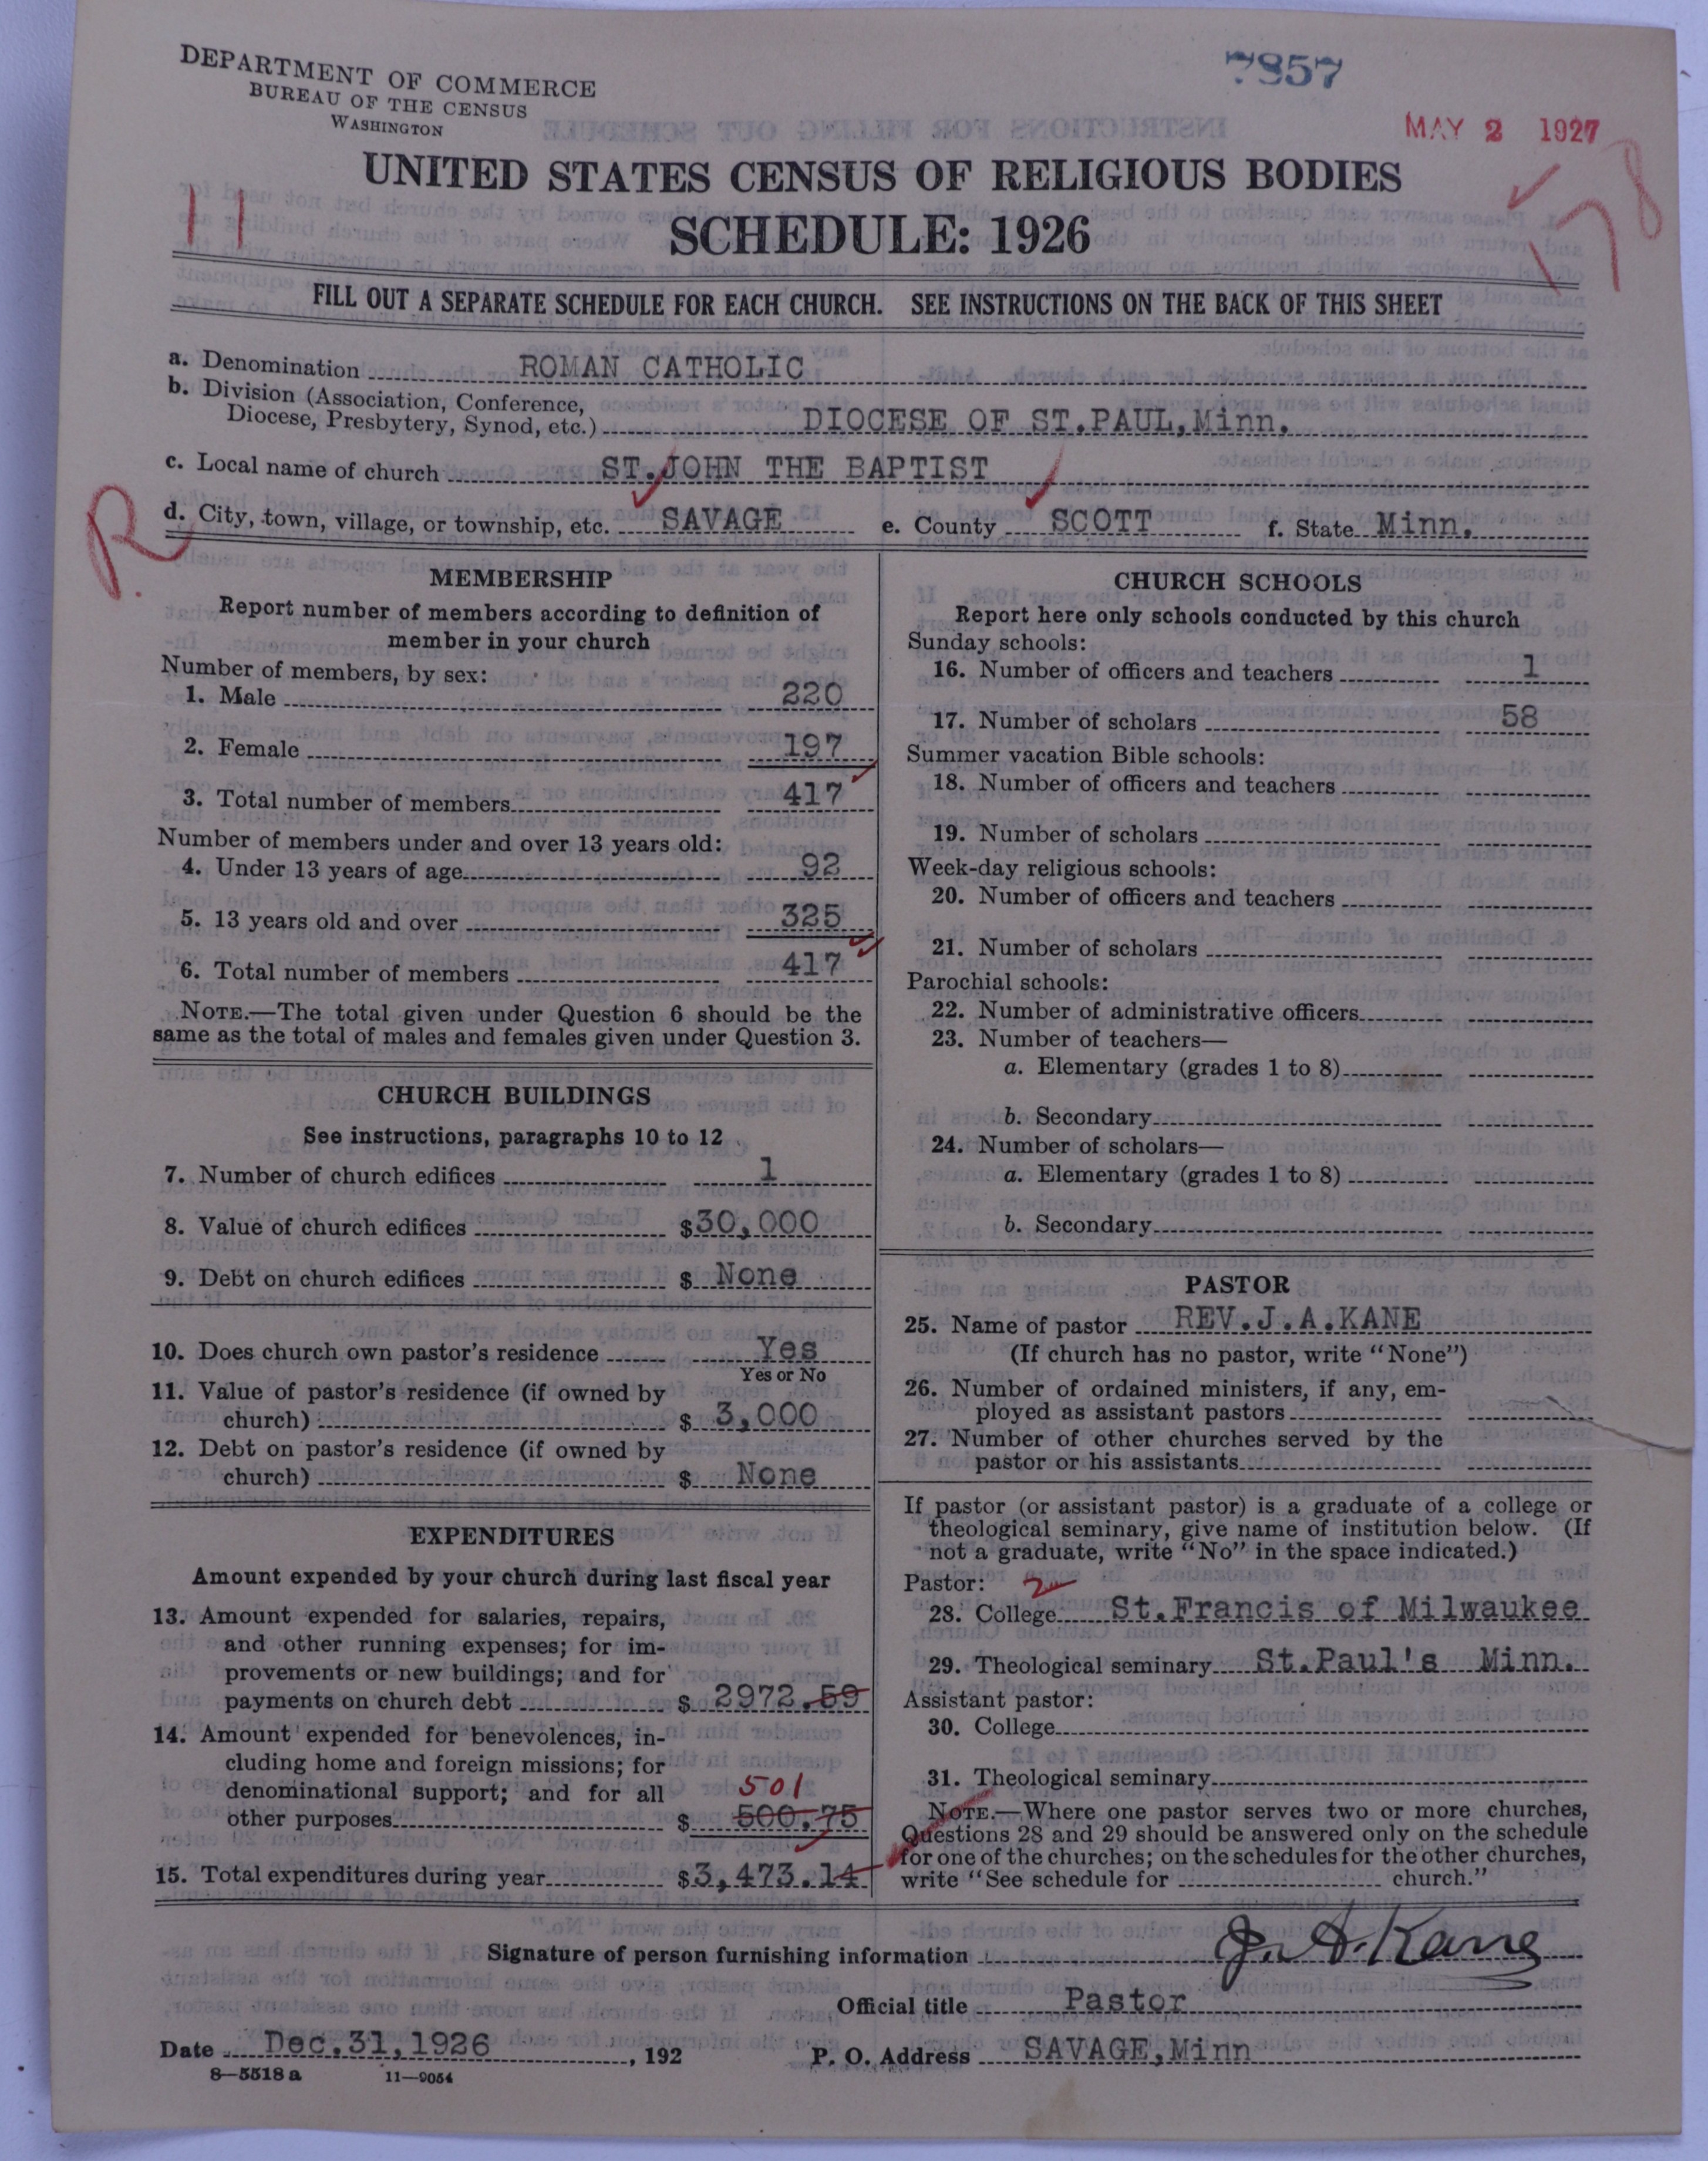 DEPARTMENT OF COMMERCE
BUREAU OF THE CENSUS
WASHINGTON
7857
MAY 2 1927
UNITED STATES CENSUS OF RELIGIOUS BODIES
11
SCHEDULE: 1926
FILL OUT A SEPARATE SCHEDULE FOR EACH CHURCH. SEE INSTRUCTIONS ON THE BACK OF THIS SHEET
a. Denomination ROMAN CATHOLIC
b. Division (Association, Conference,
Diocese, Presbytery, Synod, etc.) DIOCESE OF ST.PAUL,Minn.
c. Local name of church ST.JOHN THE BAPTIST
R
d. City, town, village, or township, etc. SAVAGE e. County SCOTT f. State Minn.
MEMBERSHIP
Report number of members according to definition of
member in your church
Number of members, by sex:
1. Male 220
2. Female 197
3. Total number of members 417
Number of members under and over 13 years old:
4. Under 13 years of age 92
5. 13 years old and over 325
6. Total number of members 417
NOTE.—The total given under Question 6 should be the
same as the total of males and females given under Question 3.
CHURCH BUILDINGS
See instructions, paragraphs 10 to 12
7. Number of church edifices 1
8. Value of church edifices $30,000
9. Debt on church edifices $ None
10. Does church own pastor's residence Yes
Yes or No
11. Value of pastor's residence (if owned by
church) $ 3,000
12. Debt on pastor's residence (if owned by
church) $ None
EXPENDITURES
Amount expended by your church during last fiscal year
13. Amount expended for salaries, repairs,
and other running expenses; for im-
provements or new buildings; and for
payments on church debt $ 2972.59
14. Amount expended for benevolences, in-
cluding home and foreign missions; for
denominational support; and for all 501
other purposes $ 500.75
15. Total expenditures during year $3,473.14
CHURCH SCHOOLS
Report here only schools conducted by this church
Sunday schools:
16. Number of officers and teachers 1
17. Number of scholars 58
Summer vacation Bible schools:
18. Number of officers and teachers
19. Number of scholars
Week-day religious schools:
20. Number of officers and teachers
21. Number of scholars
Parochial schools:
22. Number of administrative officers
23. Number of teachers—
a. Elementary (grades 1 to 8)
b. Secondary
24. Number of scholars—
a. Elementary (grades 1 to 8)
b. Secondary
PASTOR
25. Name of pastor REV.J.A.KANE
(If church has no pastor, write "None")
26. Number of ordained ministers, if any, em-
ployed as assistant pastors
27. Number of other churches served by the
pastor or his assistants
If pastor (or assistant pastor) is a graduate of a college or
theological seminary, give name of institution below. (If
not a graduate, write "No" in the space indicated.)
Pastor: 2
28. College St.Francis of Milwaukee
29. Theological seminary St.Paul's Minn.
Assistant pastor:
30. College
31. Theological seminary
NOTE.—Where one pastor serves two or more churches,
Questions 28 and 29 should be answered only on the schedule
for one of the churches; on the schedules for the other churches,
write "See schedule for church."
Signature of person furnishing information J. A. Kane
Official title Pastor
Date Dec.31,1926 , 192 P. O. Address SAVAGE,Minn
8—5518 a 11—9054